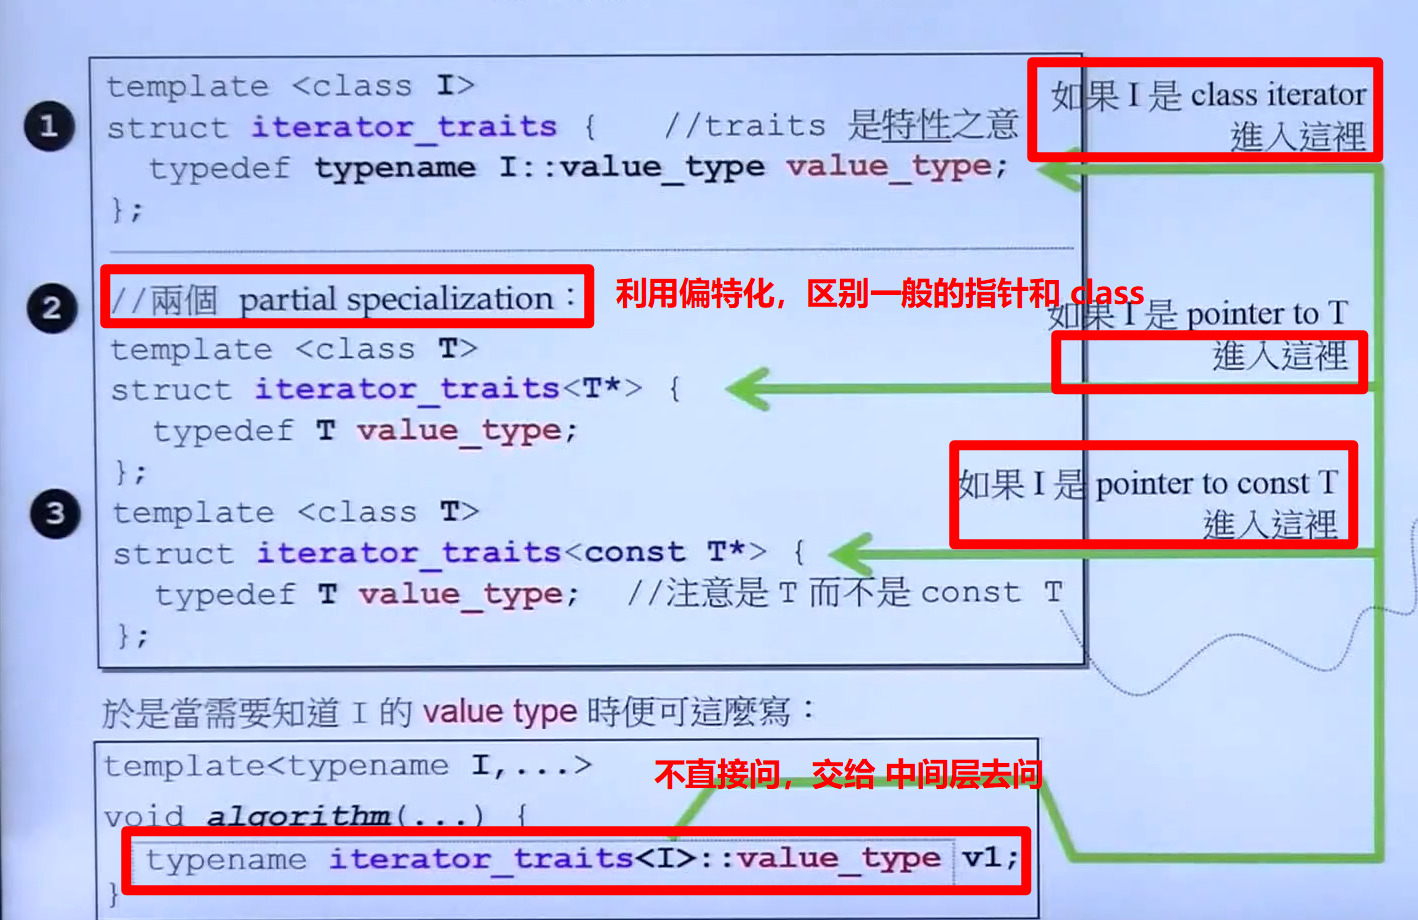 template <class I>
struct iterator_traits {   //traits 是特性之意
typedef typename I::value_type value_type;
};
如果 I 是 class iterator
進入這裡
1
2
//兩個 partial specialization：
利用偏特化，区别一般的指针和 class
template <class T>
struct iterator_traits<T*> {
typedef T value_type;
};
如果 I 是 pointer to T
進入這裡
3
template <class T>
struct iterator_traits<const T*> {
typedef T value_type;   //注意是 T 而不是 const T
};
如果 I 是 pointer to const T
進入這裡
於是當需要知道 I 的 value type 時便可這麼寫：
template<typename I,...>
void algorithm(...) {
typename iterator_traits<I>::value_type v1;
}
不直接问，交给 中间层去问